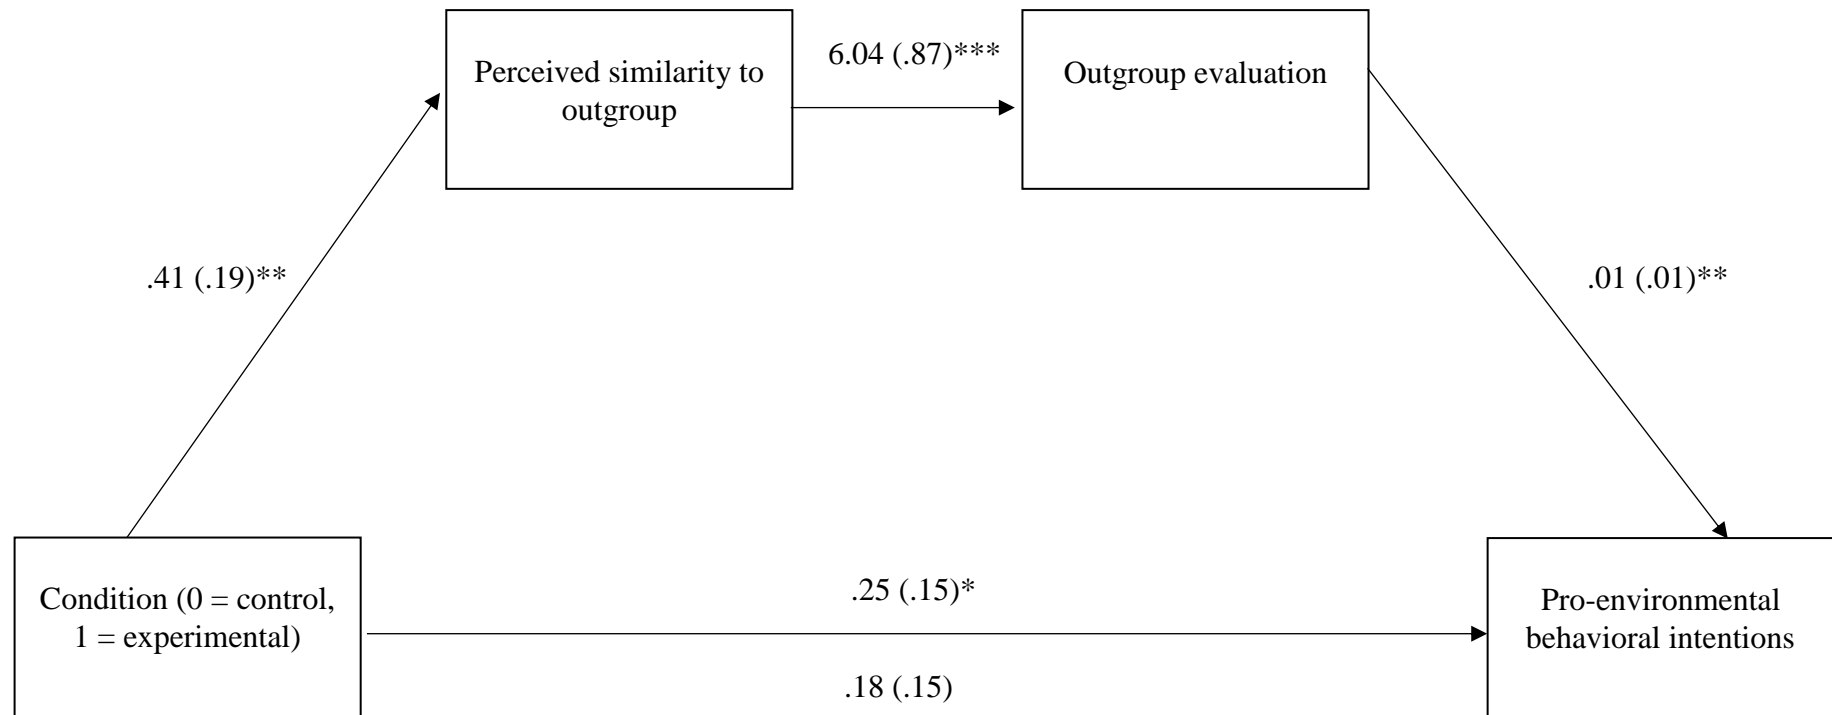 Perceived similarity to
outgroup
6.04 (.87)***
Outgroup evaluation
.41 (.19)**
.01 (.01)**
Condition (0 = control,
1 = experimental)
.25 (.15)*
.18 (.15)
Pro-environmental
behavioral intentions